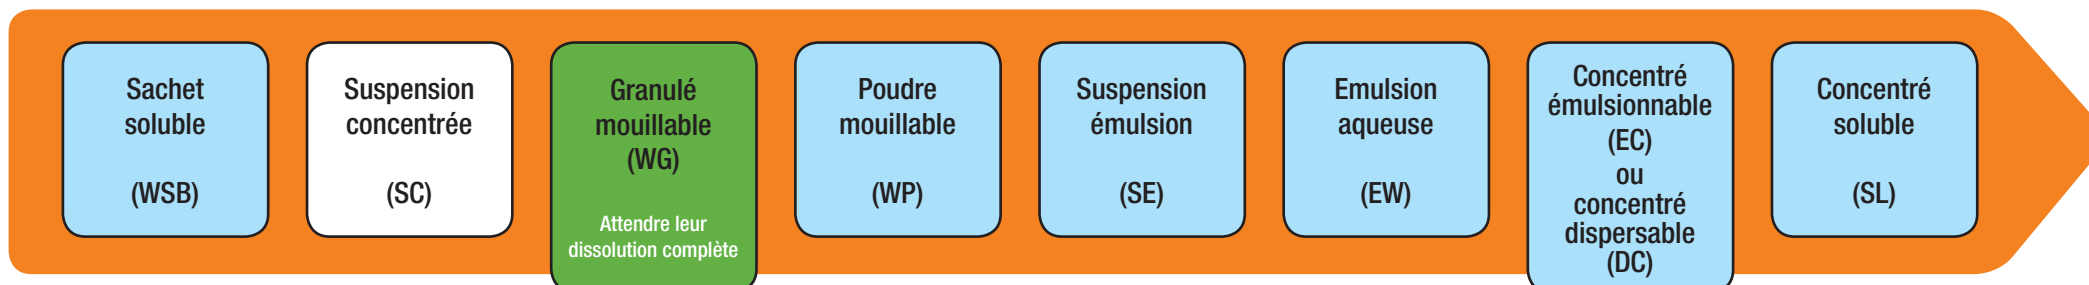 Sachet
soluble
(WSB)
Suspension
concentrée
(SC)
Granulé
mouillable
(WG)
Attendre leur
dissolution complète
Poudre
mouillable
(WP)
Suspension
émulsion
(SE)
Emulsion
aqueuse
(EW)
Concentré
émulsionnable
(EC)
ou
concentré
dispersable
(DC)
Concentré
soluble
(SL)